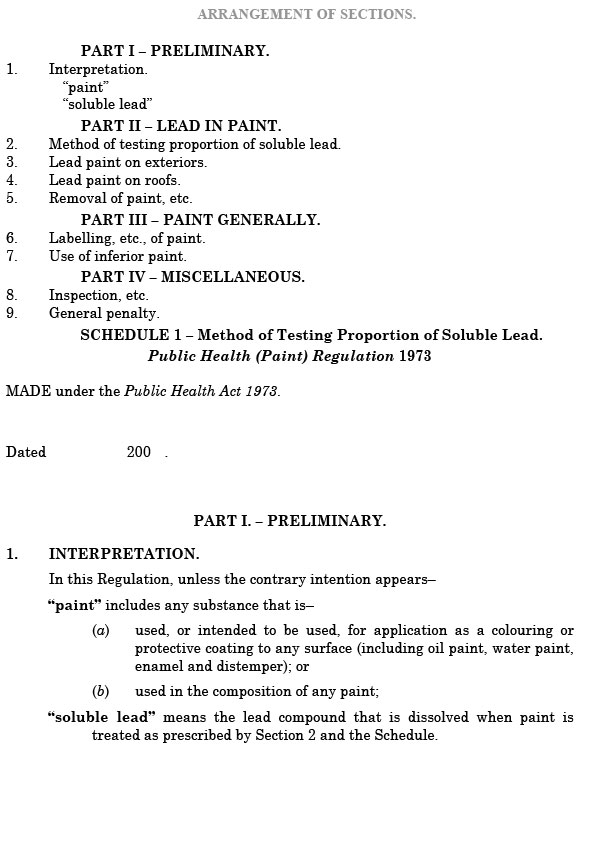 ARRANGEMENT OF SECTIONS.
PART I – PRELIMINARY.
1. Interpretation.
“paint”
“soluble lead”
PART II – LEAD IN PAINT.
2. Method of testing proportion of soluble lead.
3. Lead paint on exteriors.
4. Lead paint on roofs.
5. Removal of paint, etc.
PART III – PAINT GENERALLY.
6. Labelling, etc., of paint.
7. Use of inferior paint.
PART IV – MISCELLANEOUS.
8. Inspection, etc.
9. General penalty.
SCHEDULE 1 – Method of Testing Proportion of Soluble Lead.
Public Health (Paint) Regulation 1973
MADE under the Public Health Act 1973.
Dated 200 .
PART I. – PRELIMINARY.
1. INTERPRETATION.
In this Regulation, unless the contrary intention appears–
“paint” includes any substance that is–
(a) used, or intended to be used, for application as a colouring or
protective coating to any surface (including oil paint, water paint,
enamel and distemper); or
(b) used in the composition of any paint;
“soluble lead” means the lead compound that is dissolved when paint is
treated as prescribed by Section 2 and the Schedule.